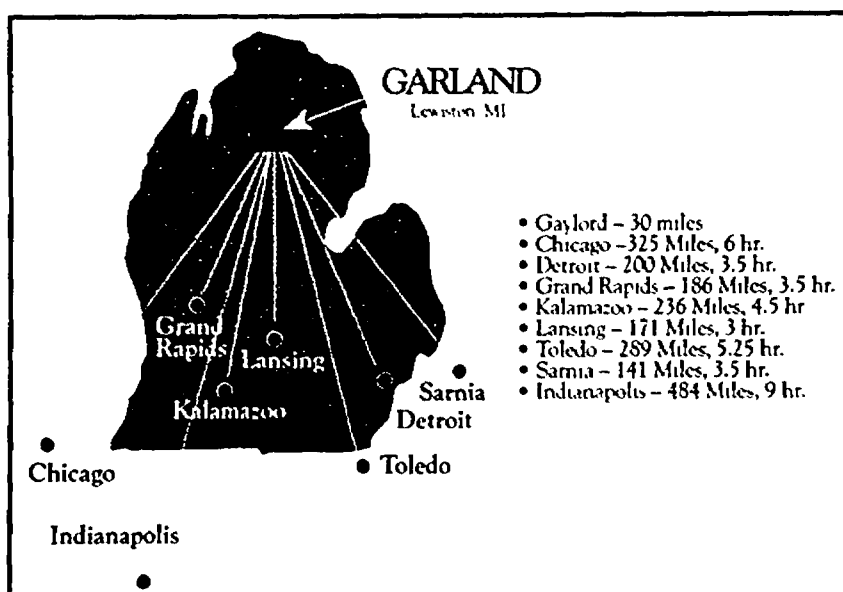 GARLAND
Lewiston MI
• Gaylord – 30 miles
• Chicago –325 Miles, 6 hr.
• Detroit – 200 Miles, 3.5 hr.
• Grand Rapids – 186 Miles, 3.5 hr.
• Kalamazoo – 236 Miles, 4.5 hr
• Lansing – 171 Miles, 3 hr.
• Toledo – 289 Miles, 5.25 hr.
• Sarnia – 141 Miles, 3.5 hr.
• Indianapolis – 484 Miles, 9 hr.
Grand
Rapids
Lansing
Kalamazoo
Sarnia
Detroit
Chicago
Toledo
Indianapolis